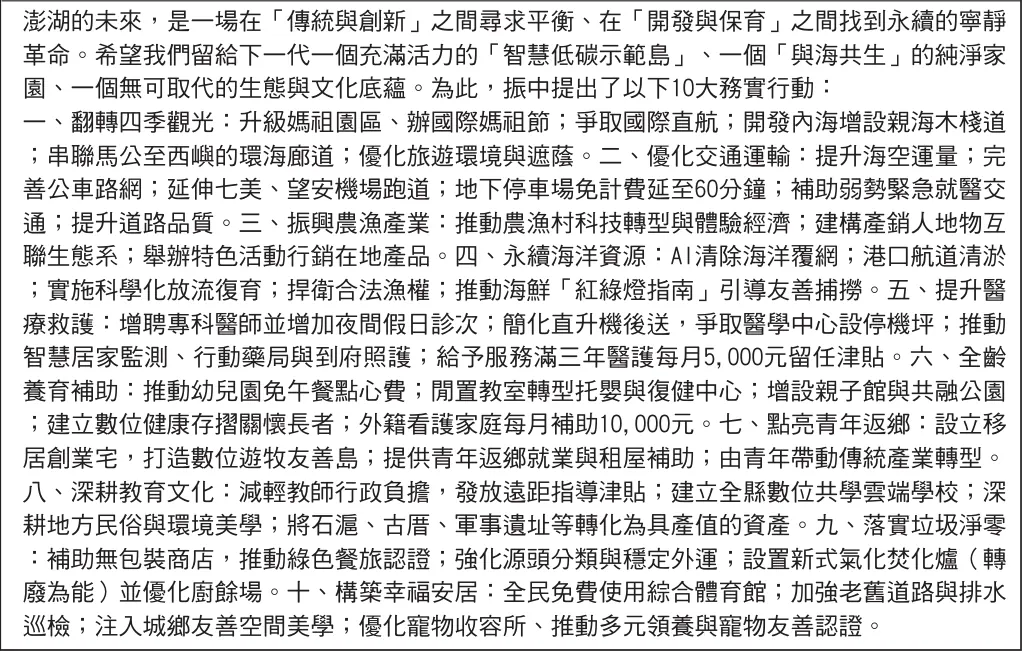 澎湖的未來，是一場在「傳統與創新」之間尋求平衡、在「開發與保育」之間找到永續的寧靜
革命。希望我們留給下一代一個充滿活力的「智慧低碳示範島」、一個「與海共生」的純淨家
園、一個無可取代的生態與文化底蘊。為此，振中提出了以下10大務實行動：
一、翻轉四季觀光：升級媽祖園區、辦國際媽祖節；爭取國際直航；開發內海增設親海木棧道
；串聯馬公至西嶼的環海廊道；優化旅遊環境與遮蔭。二、優化交通運輸：提升海空運量；完
善公車路網；延伸七美、望安機場跑道；地下停車場免計費延至60分鐘；補助弱勢緊急就醫交
通；提升道路品質。三、振興農漁產業：推動農漁村科技轉型與體驗經濟；建構產銷人地物互
聯生態系；舉辦特色活動行銷在地產品。四、永續海洋資源：AI清除海洋覆網；港口航道清淤
；實施科學化放流復育；捍衛合法漁權；推動海鮮「紅綠燈指南」引導友善捕撈。五、提升醫
療救護：增聘專科醫師並增加夜間假日診次；簡化直升機後送，爭取醫學中心設停機坪；推動
智慧居家監測、行動藥局與到府照護；給予服務滿三年醫護每月5,000元留任津貼。六、全齡
養育補助：推動幼兒園免午餐點心費；閒置教室轉型托嬰與復健中心；增設親子館與共融公園
；建立數位健康存摺關懷長者；外籍看護家庭每月補助10,000元。七、點亮青年返鄉：設立移
居創業宅，打造數位遊牧友善島；提供青年返鄉就業與租屋補助；由青年帶動傳統產業轉型。
八、深耕教育文化：減輕教師行政負擔，發放遠距指導津貼；建立全縣數位共學雲端學校；深
耕地方民俗與環境美學；將石滬、古厝、軍事遺址等轉化為具產值的資產。九、落實垃圾淨零
：補助無包裝商店，推動綠色餐旅認證；強化源頭分類與穩定外運；設置新式氣化焚化爐（轉
廢為能）並優化廚餘場。十、構築幸福安居：全民免費使用綜合體育館；加強老舊道路與排水
巡檢；注入城鄉友善空間美學；優化寵物收容所、推動多元領養與寵物友善認證。